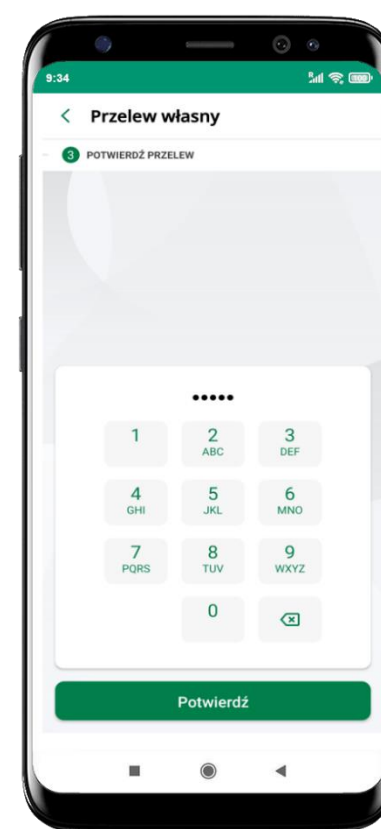 9:34
Przelew własny
3 POTWIERDŹ PRZELEW
•••••
1 2 3
ABC DEF
4 5 6
GHI JKL MNO
7 8 9
PQRS TUV WXYZ
0
Potwierdź